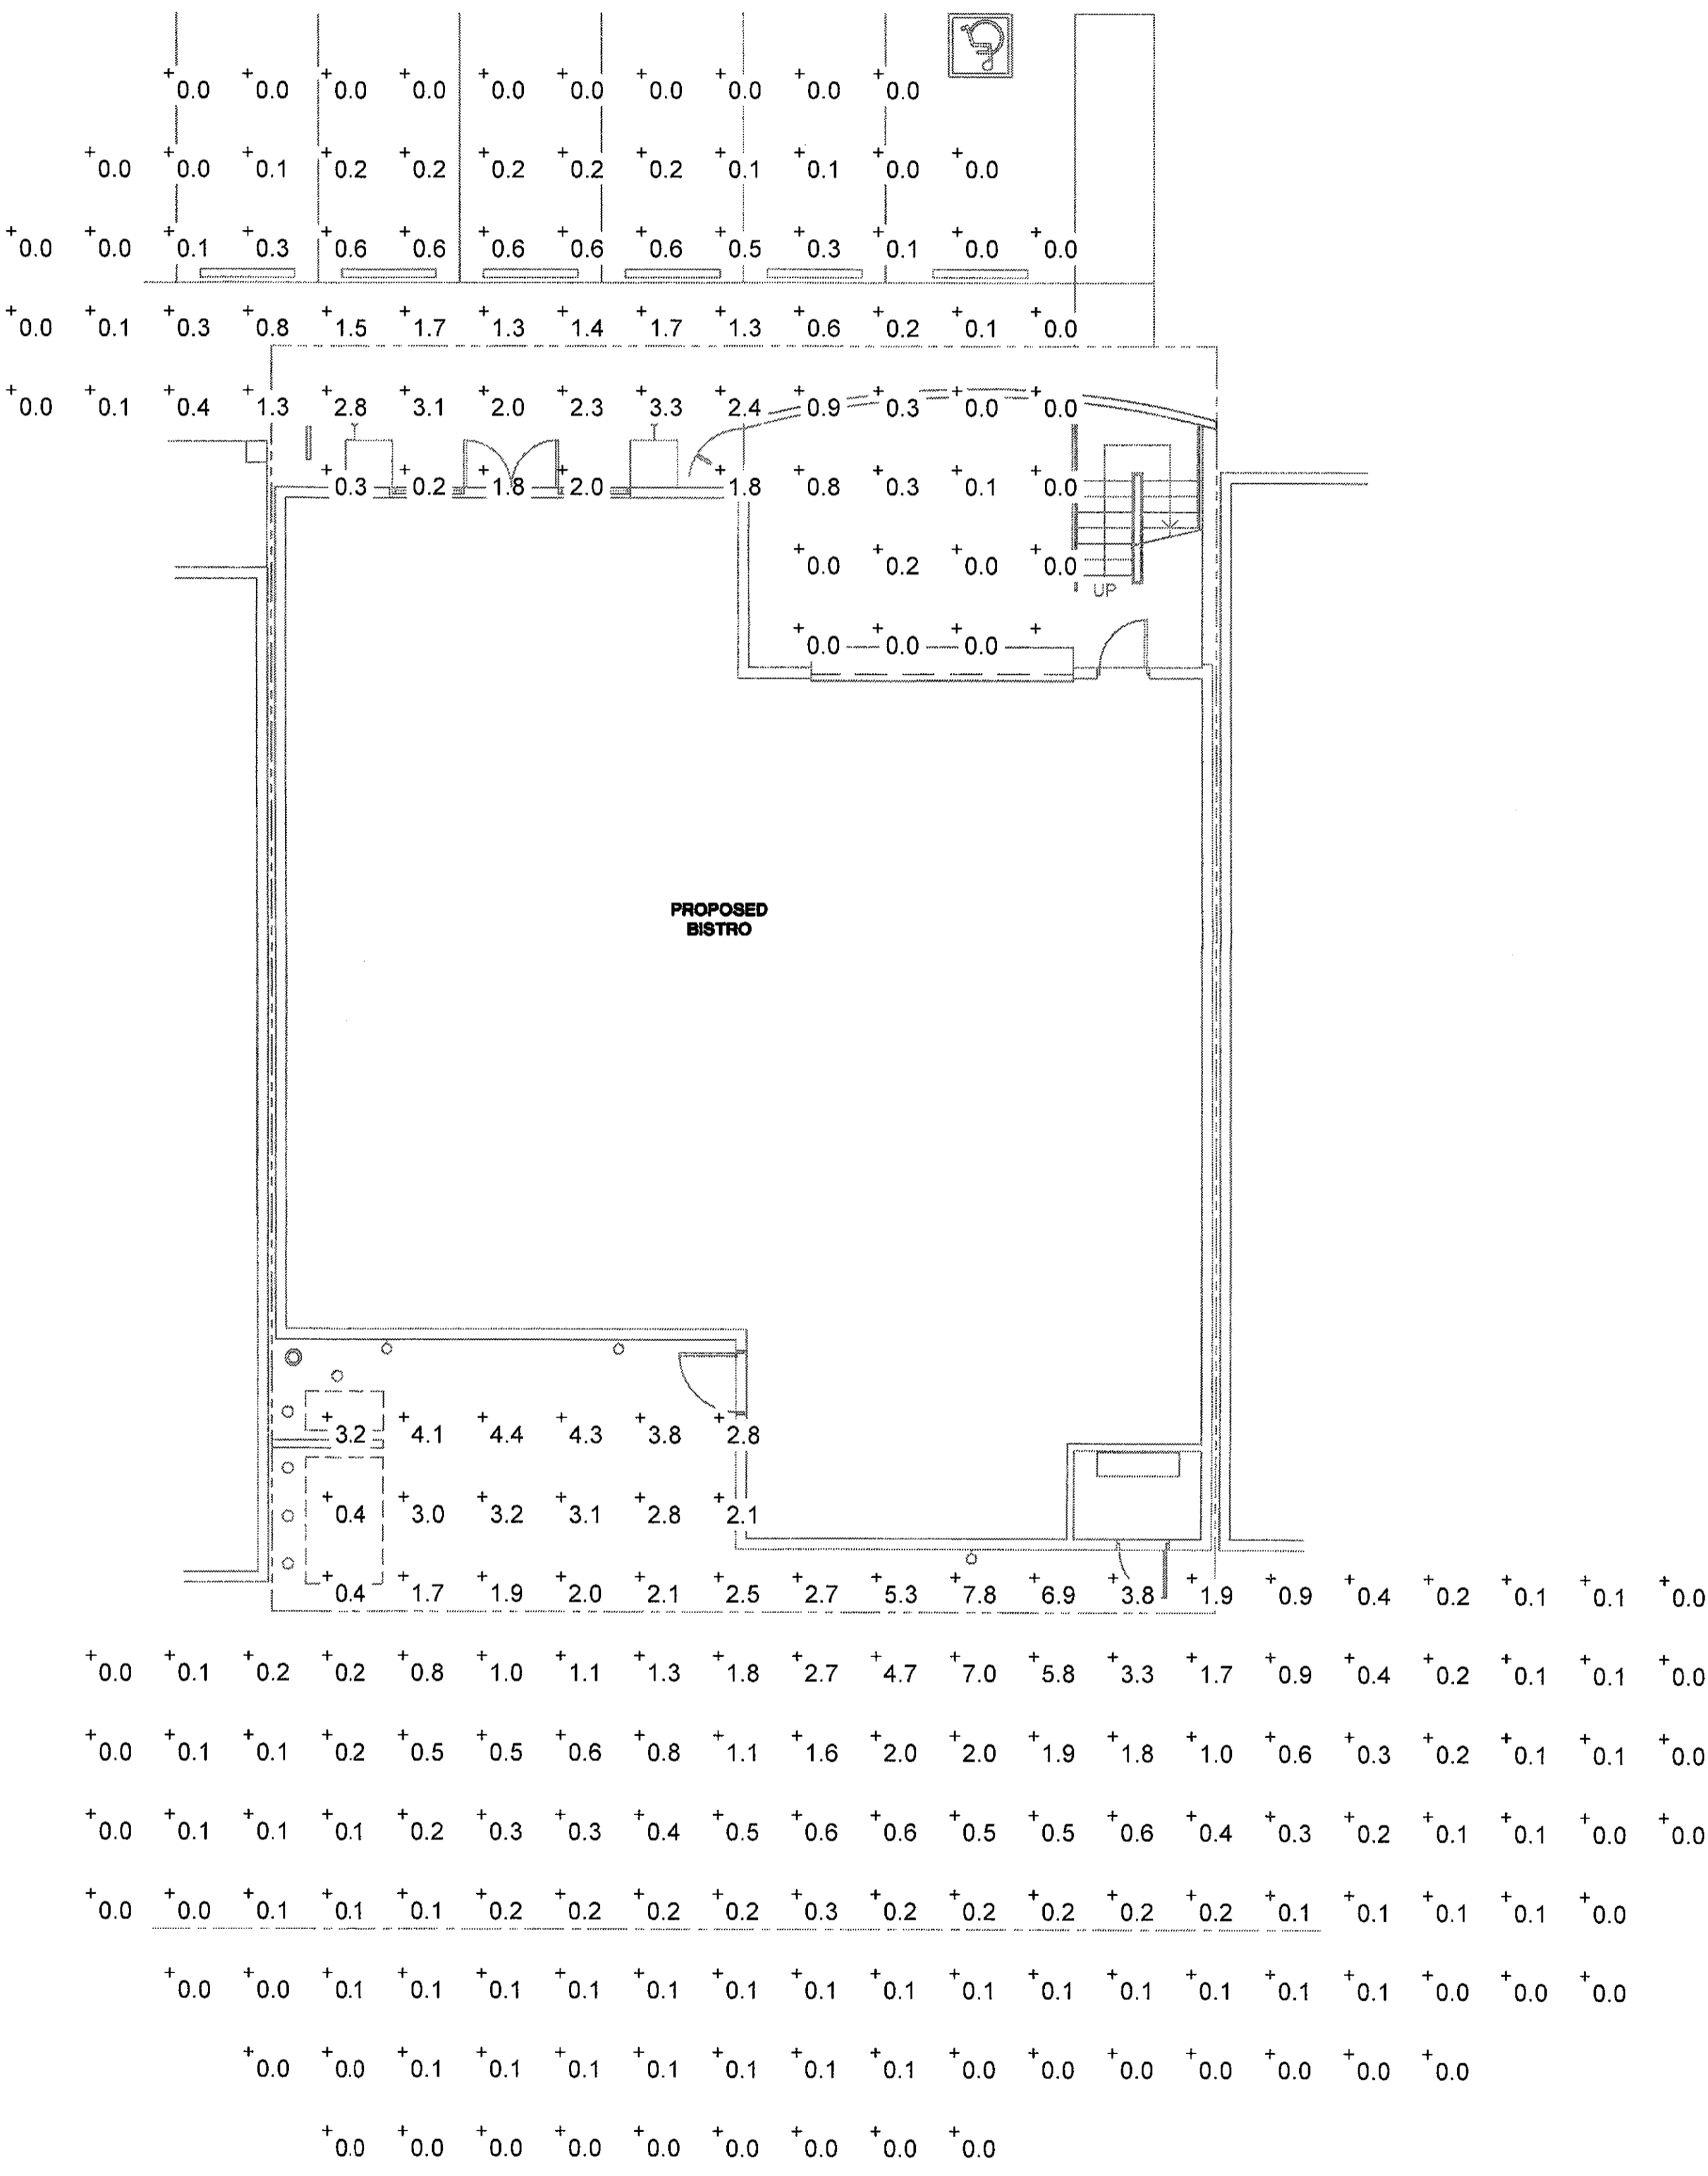 +0.0 +0.0 +0.0 +0.0 +0.0 +0.0 +0.0 +0.0 +0.0 +0.0
+0.0 +0.0 +0.1 +0.2 +0.2 +0.2 +0.2 +0.2 +0.1 +0.1 +0.0 +0.0
+0.0 +0.0 +0.1 +0.3 +0.6 +0.6 +0.6 +0.6 +0.6 +0.5 +0.3 +0.1 +0.0 +0.0
+0.0 +0.1 +0.3 +0.8 +1.5 +1.7 +1.3 +1.4 +1.7 +1.3 +0.6 +0.2 +0.1 +0.0
+0.0 +0.1 +0.4 +1.3 +2.8 +3.1 +2.0 +2.3 +3.3 +2.4 +0.9 +0.3 +0.0 +0.0
+0.3 +0.2 +1.8 +2.0 +1.8 +0.8 +0.3 +0.1 +0.0
+0.0 +0.2 +0.0 +0.0
UP
+0.0 +0.0 +0.0 +
PROPOSED
BISTRO
+3.2 +4.1 +4.4 +4.3 +3.8 +2.8
+0.4 +3.0 +3.2 +3.1 +2.8 +2.1
+0.4 +1.7 +1.9 +2.0 +2.1 +2.5 +2.7 +5.3 +7.8 +6.9 +3.8 +1.9 +0.9 +0.4 +0.2 +0.1 +0.1 +0.0
+0.0 +0.1 +0.2 +0.2 +0.8 +1.0 +1.1 +1.3 +1.8 +2.7 +4.7 +7.0 +5.8 +3.3 +1.7 +0.9 +0.4 +0.2 +0.1 +0.1 +0.0
+0.0 +0.1 +0.1 +0.2 +0.5 +0.5 +0.6 +0.8 +1.1 +1.6 +2.0 +2.0 +1.9 +1.8 +1.0 +0.6 +0.3 +0.2 +0.1 +0.1 +0.0
+0.0 +0.1 +0.1 +0.1 +0.2 +0.3 +0.3 +0.4 +0.5 +0.6 +0.6 +0.5 +0.5 +0.6 +0.4 +0.3 +0.2 +0.1 +0.1 +0.0 +0.0
+0.0 +0.0 +0.1 +0.1 +0.1 +0.2 +0.2 +0.2 +0.2 +0.3 +0.2 +0.2 +0.2 +0.2 +0.2 +0.1 +0.1 +0.1 +0.1 +0.0
+0.0 +0.0 +0.1 +0.1 +0.1 +0.1 +0.1 +0.1 +0.1 +0.1 +0.1 +0.1 +0.1 +0.1 +0.1 +0.1 +0.0 +0.0 +0.0
+0.0 +0.0 +0.1 +0.1 +0.1 +0.1 +0.1 +0.1 +0.1 +0.0 +0.0 +0.0 +0.0 +0.0 +0.0 +0.0
+0.0 +0.0 +0.0 +0.0 +0.0 +0.0 +0.0 +0.0 +0.0